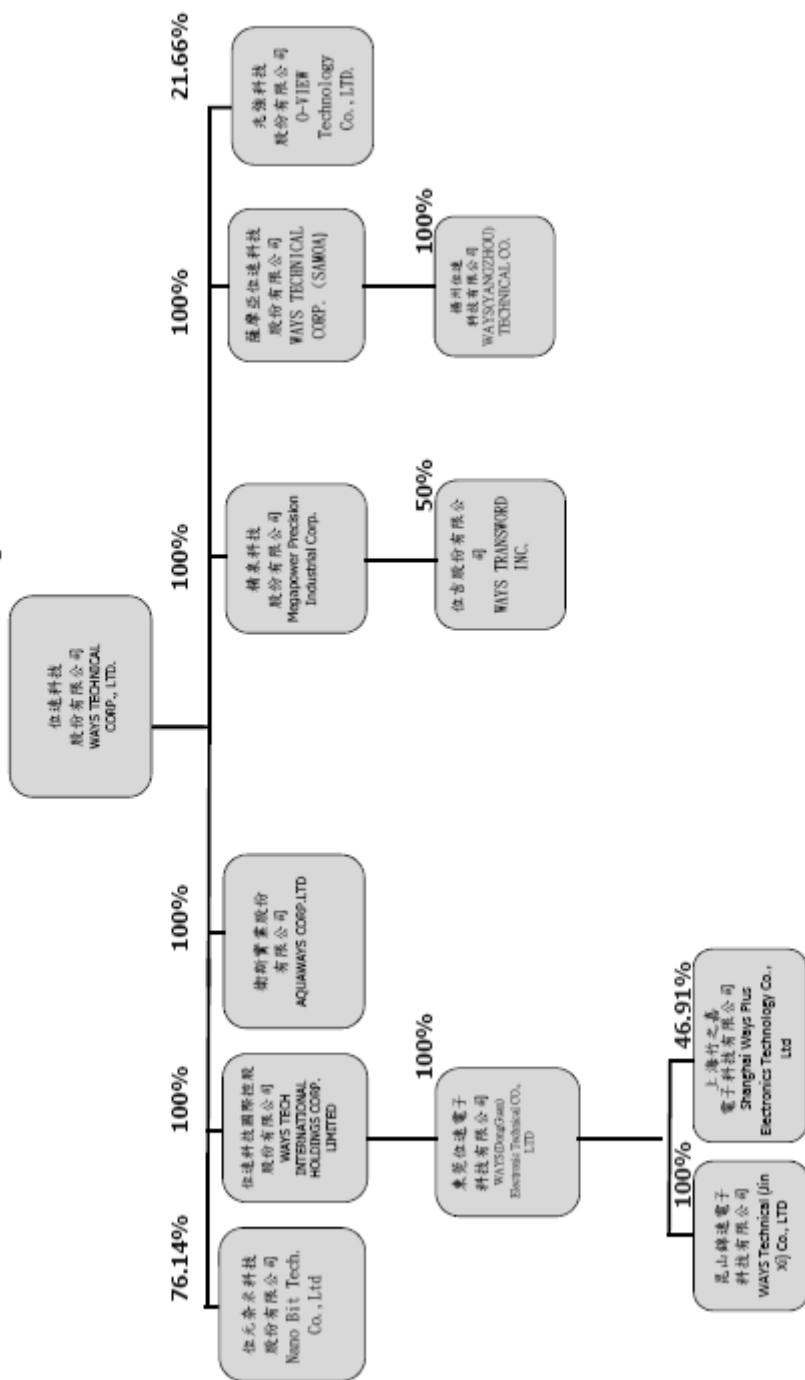 位速科技
股份有限公司
WAYS TECHNICAL
CORP., LTD.
76.14%
位元奈米科技
股份有限公司
Nano Bit Tech.
Co.,Ltd
100%
位速科技國際控股
股份有限公司
WAYS TECH
INTERNATIONAL
HOLDINGS CORP.
LIMITED
100%
衛斯實業股份
有限公司
AQUAWAYS CORP.LTD
100%
精泉科技
股份有限公司
Megapower Precision
Industrial Corp.
100%
薩摩亞位速科技
股份有限公司
WAYS TECHNICAL
CORP. (SAMOA)
21.66%
兆強科技
股份有限公司
O-VIEW
Technology
Co.,LTD.
100%
東莞位速電子
科技有限公司
WAYS(DongGuan)
Electronic Technical CO.,
LTD
50%
位吉股份有限公
司
WAYS TRANSWORD
INC.
100%
揚州位速
科技有限公司
WAYS(YANGZHOU)
TECHNICAL CO.
100%
昆山錦速電子
科技有限公司
WAYS Technical (Jin
Xi) Co., LTD
46.91%
上海竹之嘉
電子科技有限公司
Shanghai Ways Plus
Electronics Technology Co.,
Ltd